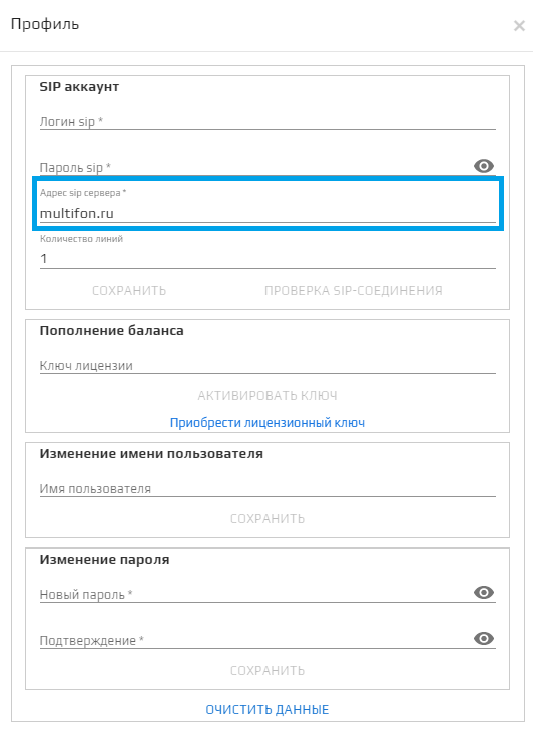 Профиль
×
SIP аккаунт
Логин sip *
Пароль sip *
Адрес sip сервера *
multifon.ru
Количество линий
1
СОХРАНИТЬ ПРОВЕРКА SIP-СОЕДИНЕНИЯ
Пополнение баланса
Ключ лицензии
АКТИВИРОВАТЬ КЛЮЧ
Приобрести лицензионный ключ
Изменение имени пользователя
Имя пользователя
СОХРАНИТЬ
Изменение пароля
Новый пароль *
Подтверждение *
СОХРАНИТЬ
ОЧИСТИТЬ ДАННЫЕ